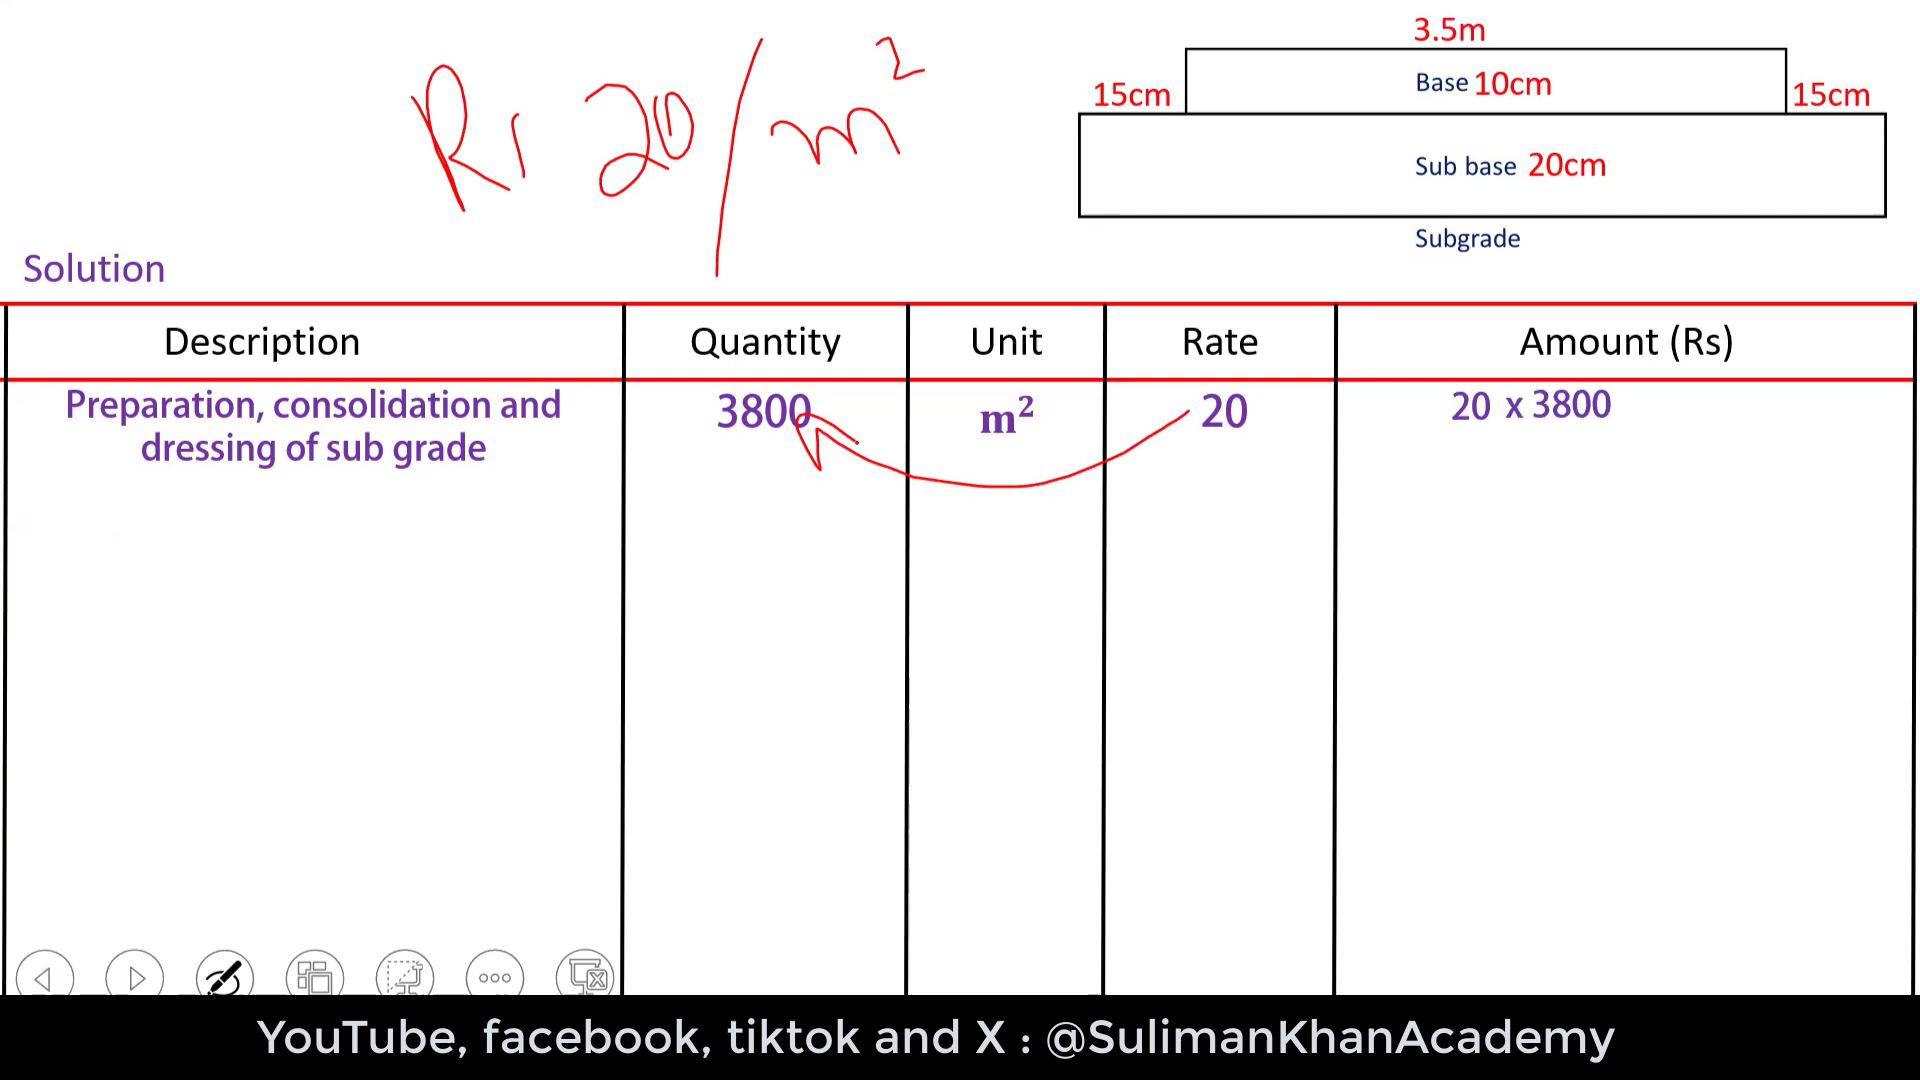 3.5m
Rs 20/m²
15cm Base 10cm 15cm
Sub base 20cm
Subgrade
Solution
Description Quantity Unit Rate Amount (Rs)
Preparation, consolidation and
dressing of sub grade
3800 m² 20 20 x 3800
YouTube, facebook, tiktok and X : @SulimanKhanAcademy